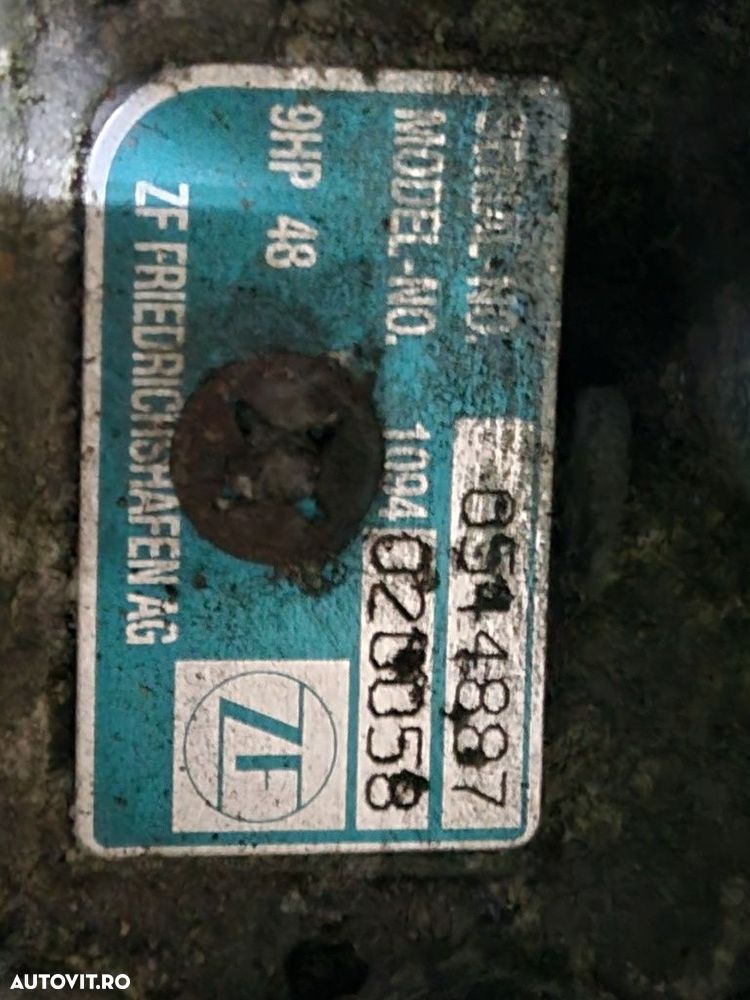 SERIAL-NO. 0544887
MODEL-NO. 1094 020058
9HP 48
ZF
ZF FRIEDRICHSHAFEN AG
AUTOVIT.RO